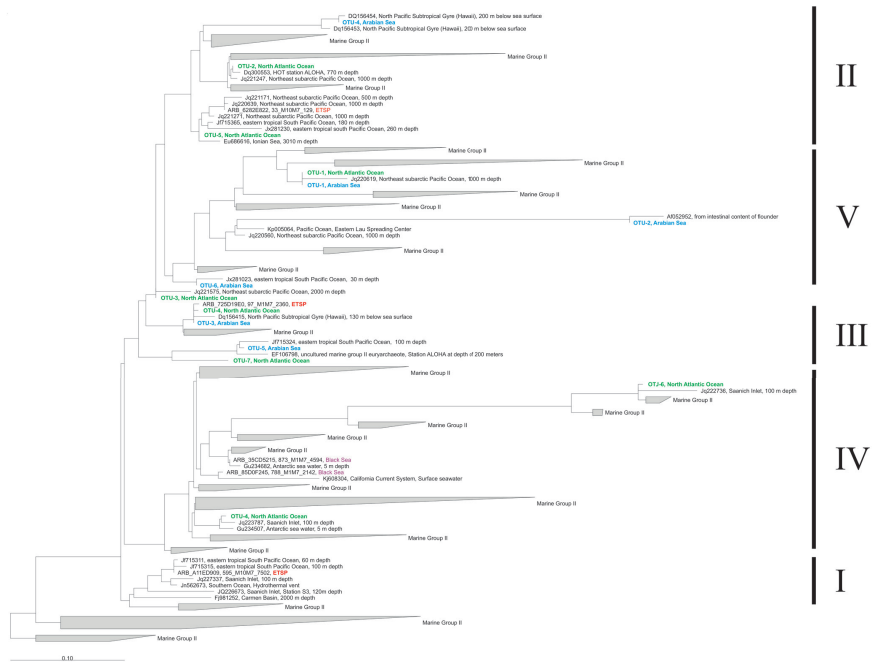 DQ156454, North Pacific Subtropical Gyre (Hawaii), 200 m below sea surface
OTU-4, Arabian Sea
Dq156453, North Pacific Subtropical Gyre (Hawaii), 200 m below sea surface
Marine Group II
Marine Group II
OTU-2, North Atlantic Ocean
Dq300553, HOT station ALOHA, 770 m depth
Jq221247, Northeast subarctic Pacific Ocean, 1000 m depth
Marine Group II
Jq221171, Northeast subarctic Pacific Ocean, 500 m depth
Jq220639, Northeast subarctic Pacific Ocean, 1000 m depth
ARB_6282E822, 33_M10M7_129, ETSP
Jq221271, Northeast subarctic Pacific Ocean, 1000 m depth
Jf715365, eastern tropical South Pacific Ocean, 180 m depth
Jx281230, eastern tropical south Pacific Ocean, 260 m depth
OTU-5, North Atlantic Ocean
Eu686616, Ionian Sea, 3010 m depth
II
Marine Group II
Marine Group II
OTU-1, North Atlantic Ocean
Jq220619, Northeast subarctic Pacific Ocean, 1000 m depth
OTU-1, Arabian Sea
Marine Group II
Marine Group II
Af052952, from intestinal content of flounder
OTU-2, Arabian Sea
Kp005064, Pacific Ocean, Eastern Lau Spreading Center
Jq220560, Northeast subarctic Pacific Ocean, 1000 m depth
Marine Group II
Marine Group II
Jx281023, eastern tropical South Pacific Ocean, 30 m depth
OTU-6, Arabian Sea
V
Jq221575, Northeast subarctic Pacific Ocean, 2000 m depth
OTU-3, North Atlantic Ocean
ARB_725D19E0, 97_M1M7_2360, ETSP
OTU-4, North Atlantic Ocean
Dq156415, North Pacific Subtropical Gyre (Hawaii), 130 m below sea surface
OTU-3, Arabian Sea
Marine Group II
Jf715324, eastern tropical South Pacific Ocean, 100 m depth
OTU-5, Arabian Sea
EF106798, uncultured marine group II euryarchaeote, Station ALOHA at depth of 200 meters
OTU-7, North Atlantic Ocean
III
Marine Group II
OTJ-6, North Atlantic Ocean
Jq222736, Saanich Inlet, 100 m depth
Marine Group II
Marine Group II
Marine Group II
Marine Group II
Marine Group II
ARB_35CD5215, 873_M1M7_4594, Black Sea
Gu234682, Antarctic sea water, 5 m depth
ARB_85D0F245, 788_M1M7_2142, Black Sea
Kj608304, California Current System, Surface seawater
Marine Group II
Marine Group II
OTU-4, North Atlantic Ocean
Jq223787, Saanich Inlet, 100 m depth
Gu234507, Antarctic sea water, 5 m depth
Marine Group II
Marine Group II
IV
Jf715311, eastern tropical South Pacific Ocean, 60 m depth
Jf715315, eastern tropical South Pacific Ocean, 100 m depth
ARB_A11ED909, 595_M10M7_7502, ETSP
Jq227337, Saanich Inlet, 100 m depth
Jn562673, Southern Ocean, Hydrothermal vent
JQ226673, Saanich Inlet, Station S3, 120m depth
Fj981252, Carmen Basin, 2000 m depth
Marine Group II
I
Marine Group II
Marine Group II
0.10